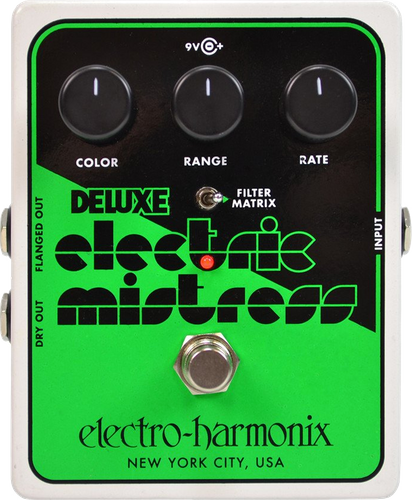 9V - +
COLOR
RANGE
RATE
DELUXE
FILTER
MATRIX
electric
mistress
FLANGED OUT
DRY OUT
INPUT
electro-harmonix
NEW YORK CITY, USA